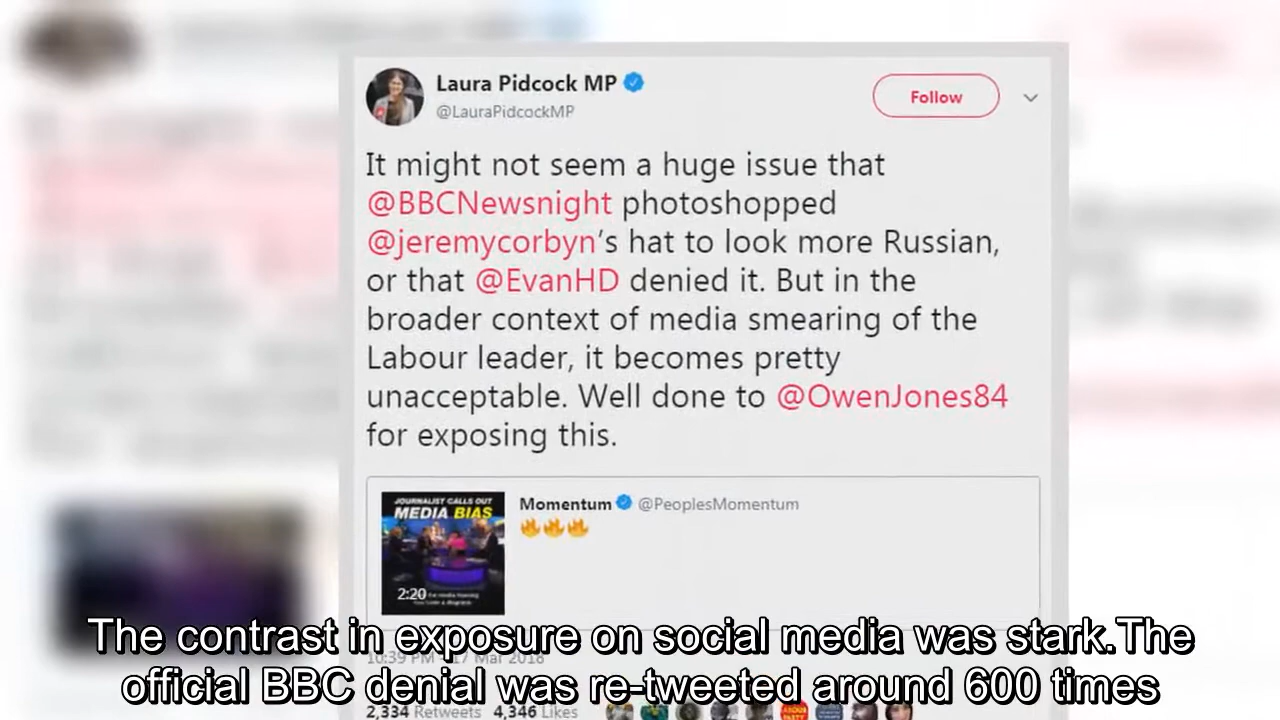 Laura Pidcock MP
@LauraPidcockMP
Follow
It might not seem a huge issue that
@BBCNewsnight photoshopped
@jeremycorbyn's hat to look more Russian,
or that @EvanHD denied it. But in the
broader context of media smearing of the
Labour leader, it becomes pretty
unacceptable. Well done to @OwenJones84
for exposing this.
JOURNALIST CALLS OUT
MEDIA BIAS
2:20
Momentum @PeoplesMomentum
🔥🔥🔥
10:39 PM - 17 Mar 2018
2,334 Retweets 4,346 Likes
The contrast in exposure on social media was stark.The
official BBC denial was re-tweeted around 600 times